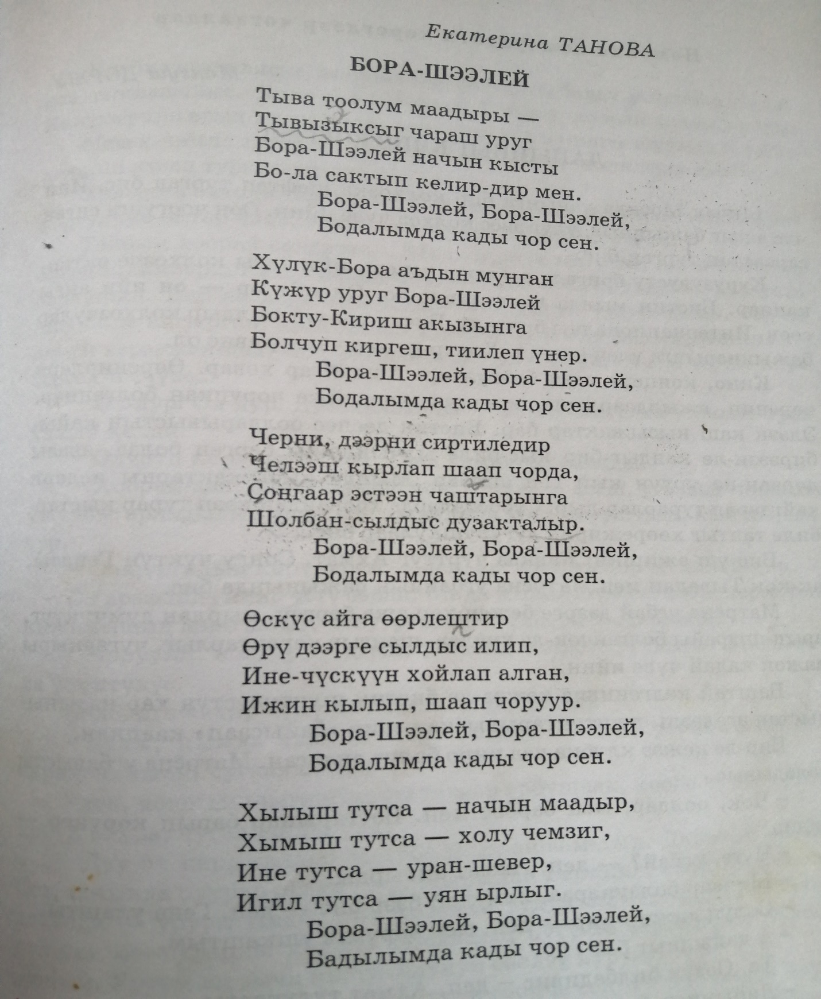 Екатерина ТАНОВА
БОРА-ШЭЭЛЕЙ
Тыва тоолум маадыры —
Тывызыксыг чараш уруг
Бора-Шээлей начын кысты
Бо-ла сактып келир-дир мен.
Бора-Шээлей, Бора-Шээлей,
Бодалымда кады чор сен.
Хүлүк-Бора аъдын мунган
Күжүр уруг Бора-Шээлей
Бокту-Кириш акызынга
Болчуп киргеш, тиилеп үнер.
Бора-Шээлей, Бора-Шээлей,
Бодалымда кады чор сен.
Черни, дээрни сиртиледир
Челээш кырлап шаап чорда,
Соңгаар эстээн чаштарынга
Шолбан-сылдыс дузакталыр.
Бора-Шээлей, Бора-Шээлей,
Бодалымда кады чор сен.
Өскүс айга өөрлештир
Өрү дээрге сылдыс илип,
Ине-чүскүүн хойлап алган,
Ижин кылып, шаап чоруур.
Бора-Шээлей, Бора-Шээлей,
Бодалымда кады чор сен.
Хылыш тутса — начын маадыр,
Хымыш тутса — холу чемзиг,
Ине тутса — уран-шевер,
Игил тутса — уян ырлыг.
Бора-Шээлей, Бора-Шээлей,
Бадылымда кады чор сен.